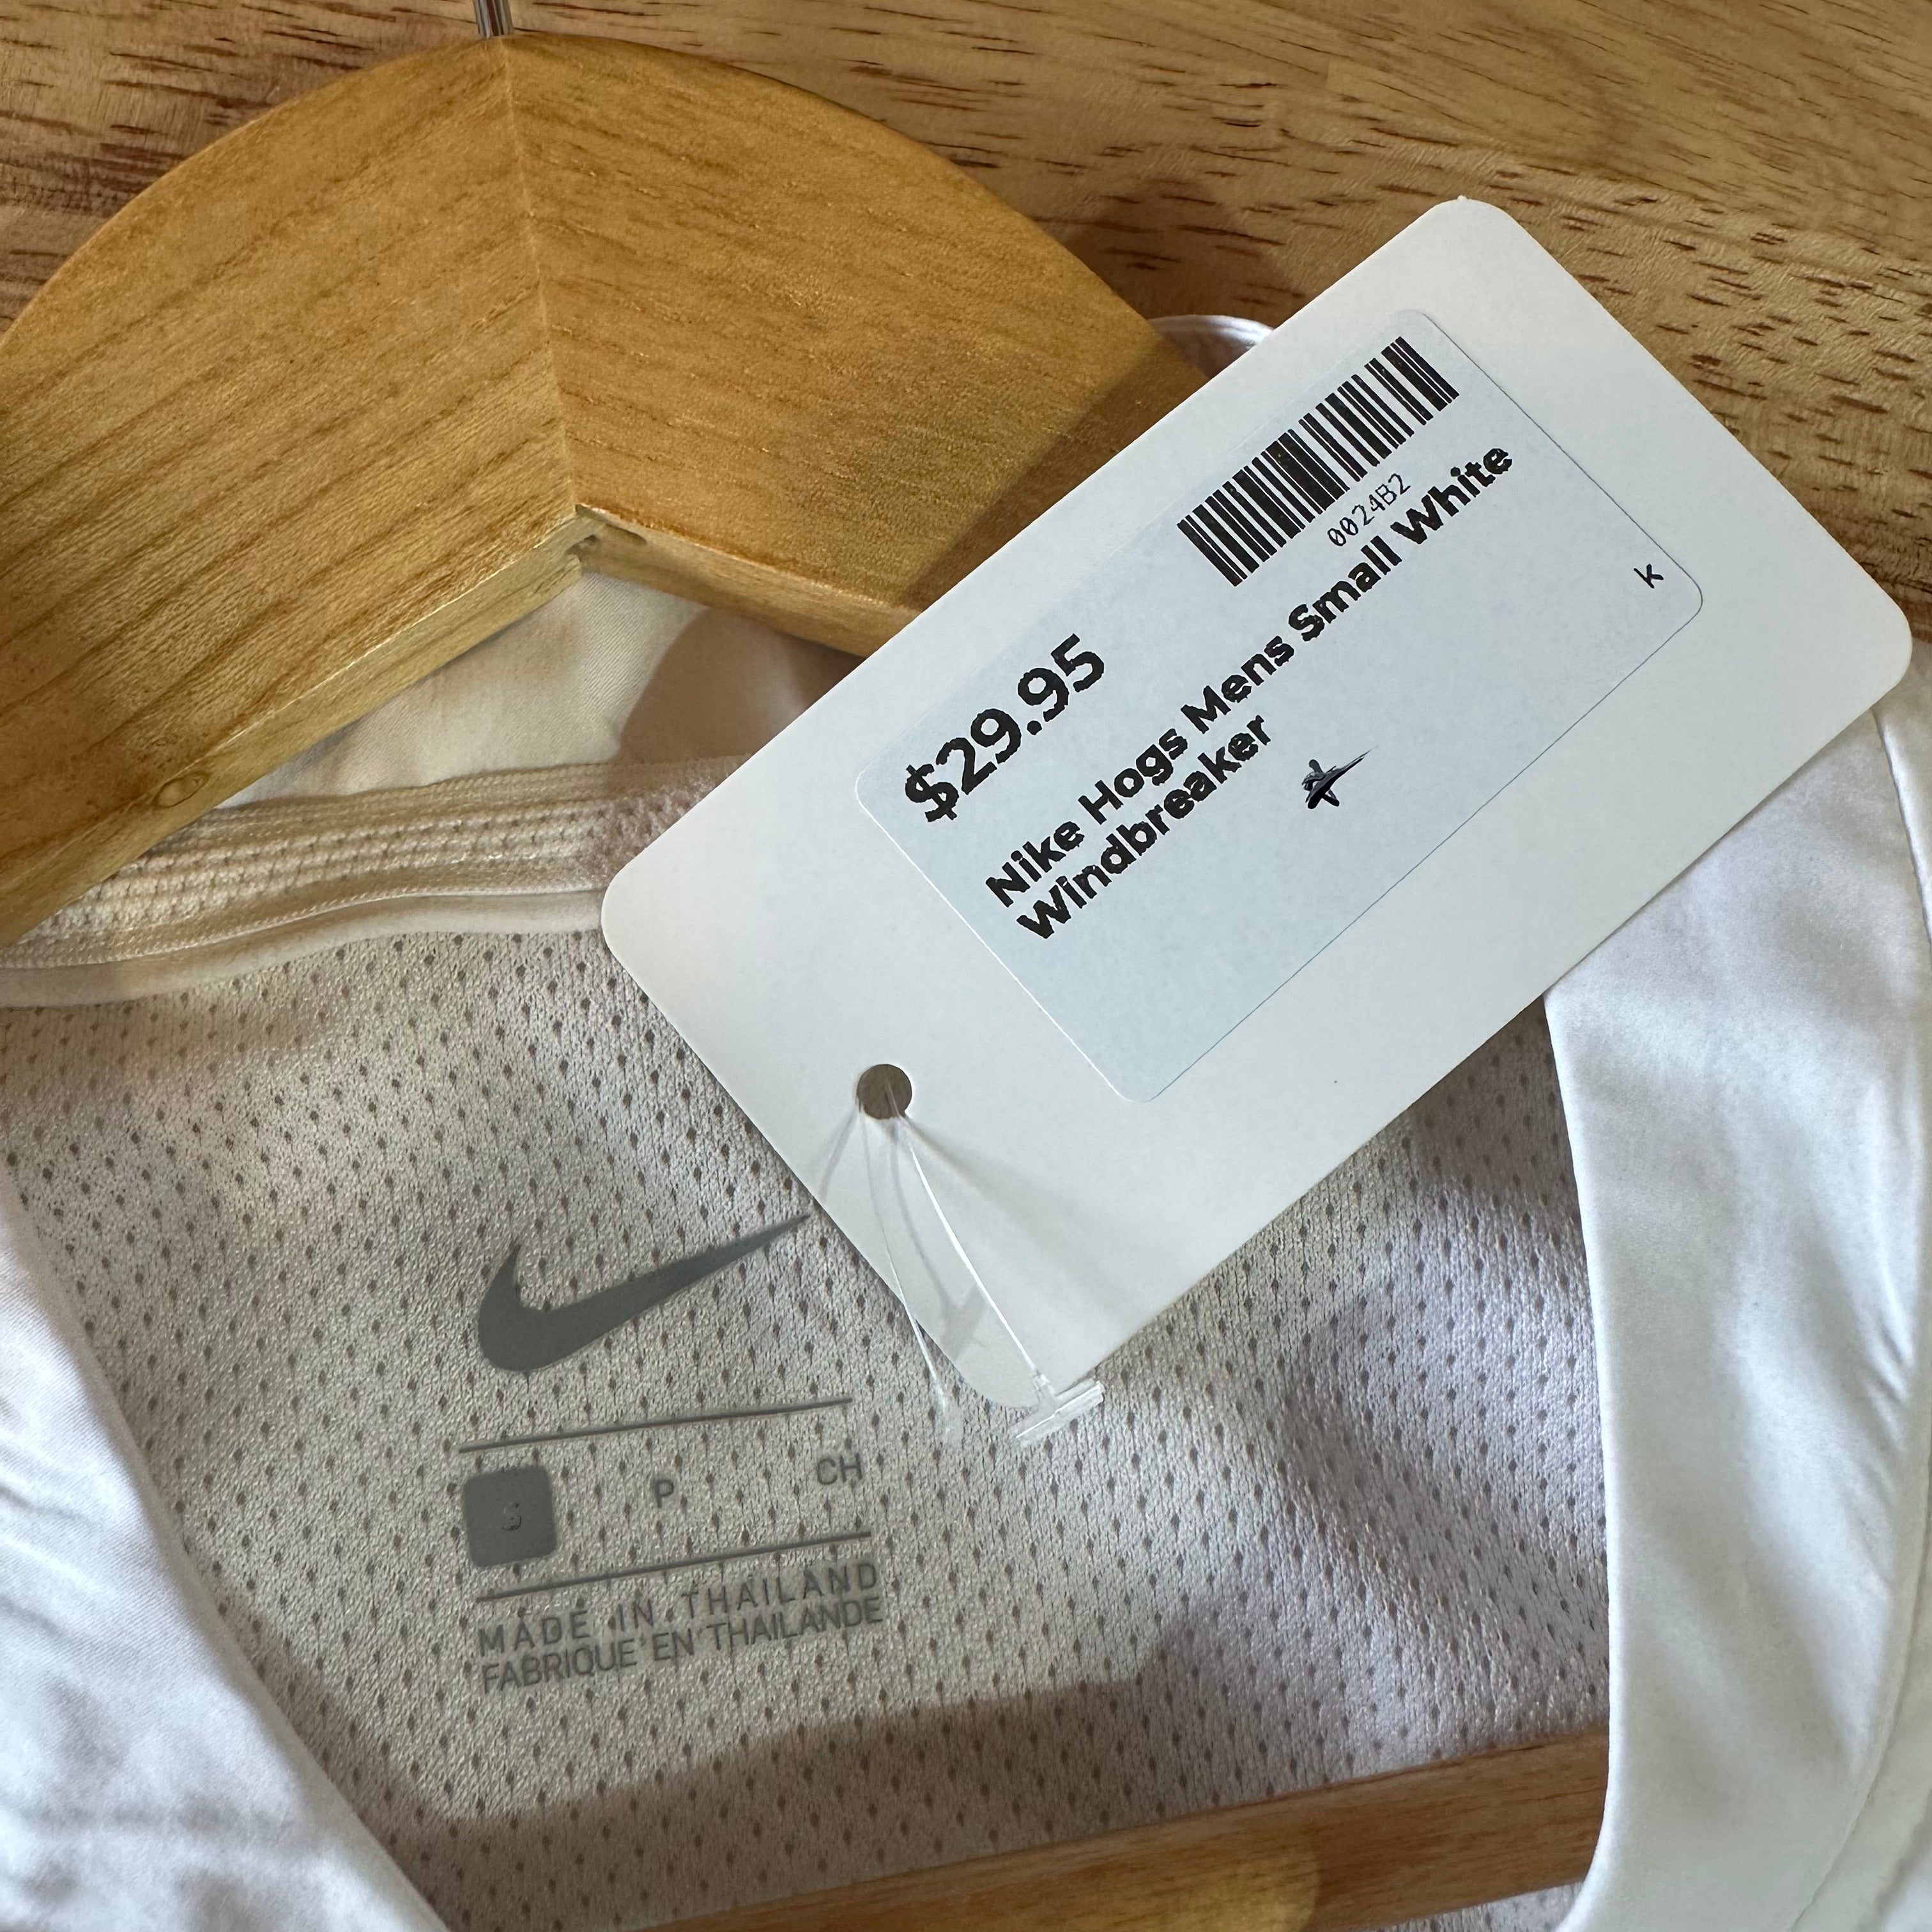 0024B2
$29.95
Nike Hogs Mens Small White
Windbreaker
K
S P CH
MADE IN THAILAND
FABRIQUE EN THAILANDE